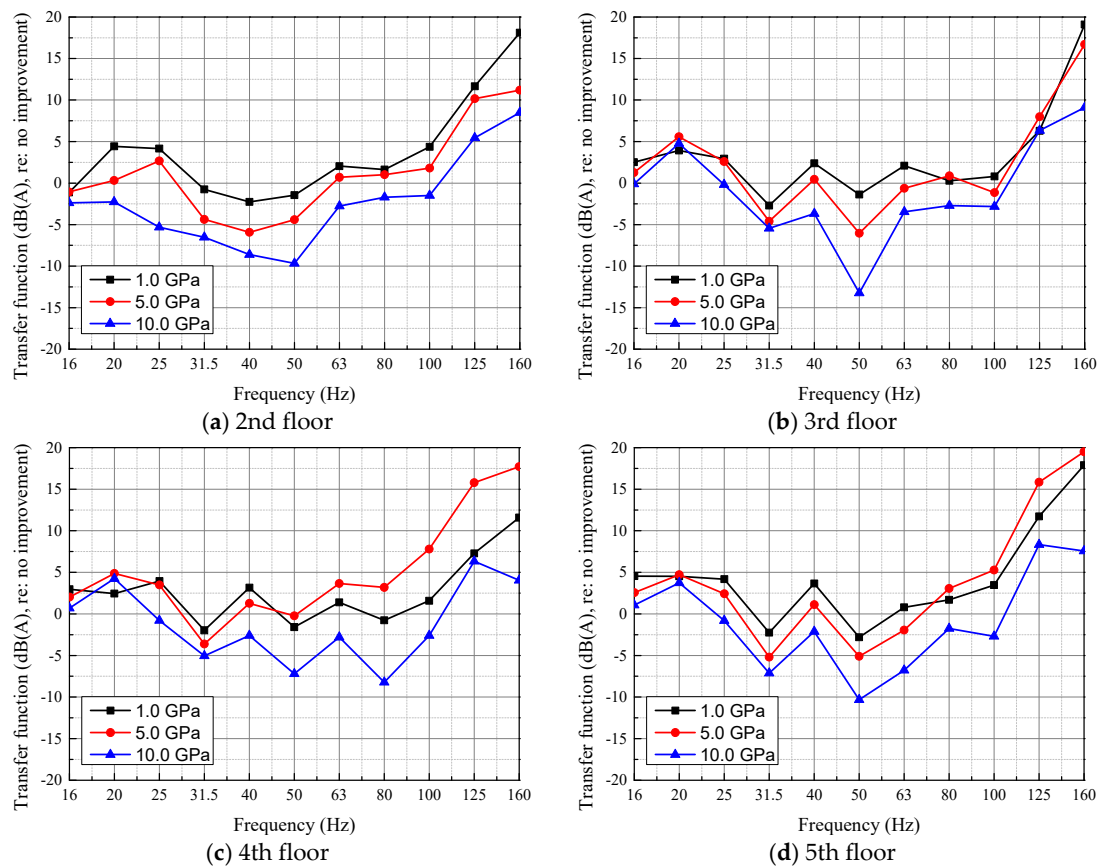 Transfer function (dB(A), re: no improvement)
20
15
10
5
0
-5
-10
-15
-20
1.0 GPa
5.0 GPa
10.0 GPa
16 20 25 31.5 40 50 63 80 100 125 160
Frequency (Hz)
(a) 2nd floor
Transfer function (dB(A), re: no improvement)
20
15
10
5
0
-5
-10
-15
-20
1.0 GPa
5.0 GPa
10.0 GPa
16 20 25 31.5 40 50 63 80 100 125 160
Frequency (Hz)
(b) 3rd floor
Transfer function (dB(A), re: no improvement)
20
15
10
5
0
-5
-10
-15
-20
1.0 GPa
5.0 GPa
10.0 GPa
16 20 25 31.5 40 50 63 80 100 125 160
Frequency (Hz)
(c) 4th floor
Transfer function (dB(A), re: no improvement)
20
15
10
5
0
-5
-10
-15
-20
1.0 GPa
5.0 GPa
10.0 GPa
16 20 25 31.5 40 50 63 80 100 125 160
Frequency (Hz)
(d) 5th floor